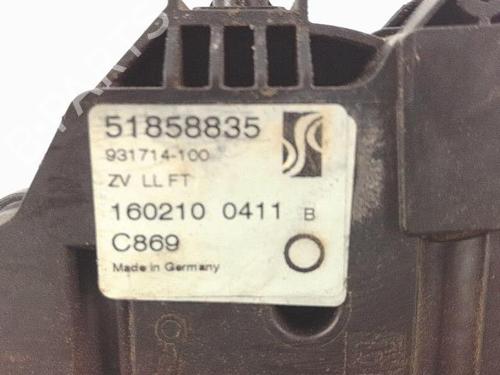 51858835
931714-100
ZV LL FT
160210 0411 B
C869
Made in Germany